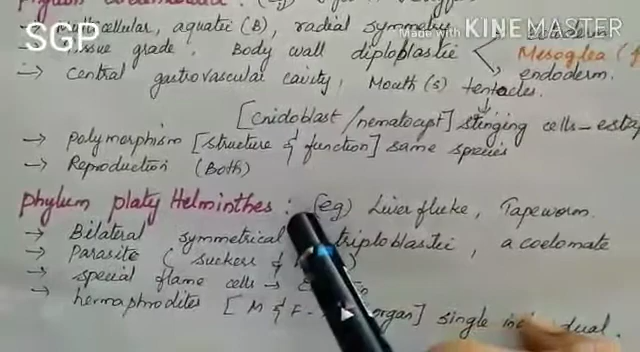 SGP
Made with KINEMASTER
Multicellular, aquatic (B), radial symmetry
Tissue grade. Body wall diploblastic
Mesoglea
endoderm.
→ Central gastrovascular cavity, Mouth (s) tentacles.
[cnidoblast / nematocyst] stinging cells -
→ Polymorphism [structure & function] same species
→ Reproduction (Both)
Phylum platy Helminthes : (eg) Liver fluke, Tapeworm.
→ Bilateral symmetrical triploblastic, acoelomate
→ Parasite ( suckers &
→ special flame cells →
→ hermaphrodites [ M & F - organ] single